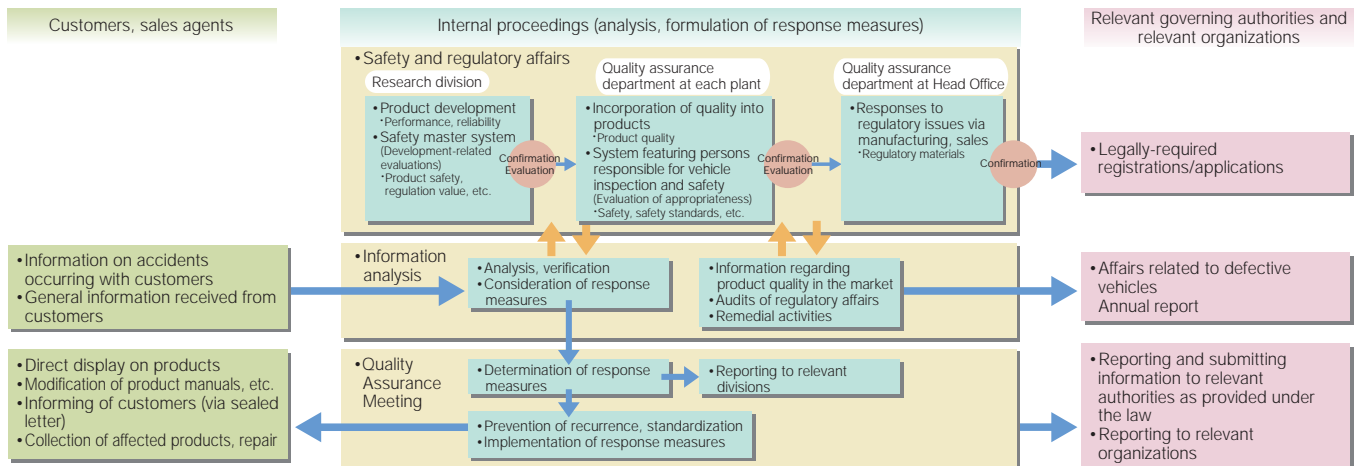 Customers, sales agents
Internal proceedings (analysis, formulation of response measures)
Relevant governing authorities and
relevant organizations
•Safety and regulatory affairs
Research division
•Product development
・Performance, reliability
•Safety master system
(Development-related
evaluations)
・Product safety,
regulation value, etc.
Confirmation
Evaluation
Quality assurance
department at each plant
•Incorporation of quality into
products
・Product quality
•System featuring persons
responsible for vehicle
inspection and safety
(Evaluation of appropriateness)
・Safety, safety standards, etc.
Confirmation
Evaluation
Quality assurance
department at Head Office
•Responses to
regulatory issues via
manufacturing, sales
・Regulatory materials
Confirmation
•Legally-required
registrations/applications
•Information on accidents
occurring with customers
•General information received from
customers
•Information
analysis
•Analysis, verification
•Consideration of response
measures
•Information regarding
product quality in the market
•Audits of regulatory affairs
•Remedial activities
•Affairs related to defective
vehicles
Annual report
•Direct display on products
•Modification of product manuals, etc.
•Informing of customers (via sealed
letter)
•Collection of affected products, repair
•Quality
Assurance
Meeting
•Determination of response
measures
•Reporting to relevant
divisions
•Prevention of recurrence, standardization
•Implementation of response measures
•Reporting and submitting
information to relevant
authorities as provided under
the law
•Reporting to relevant
organizations